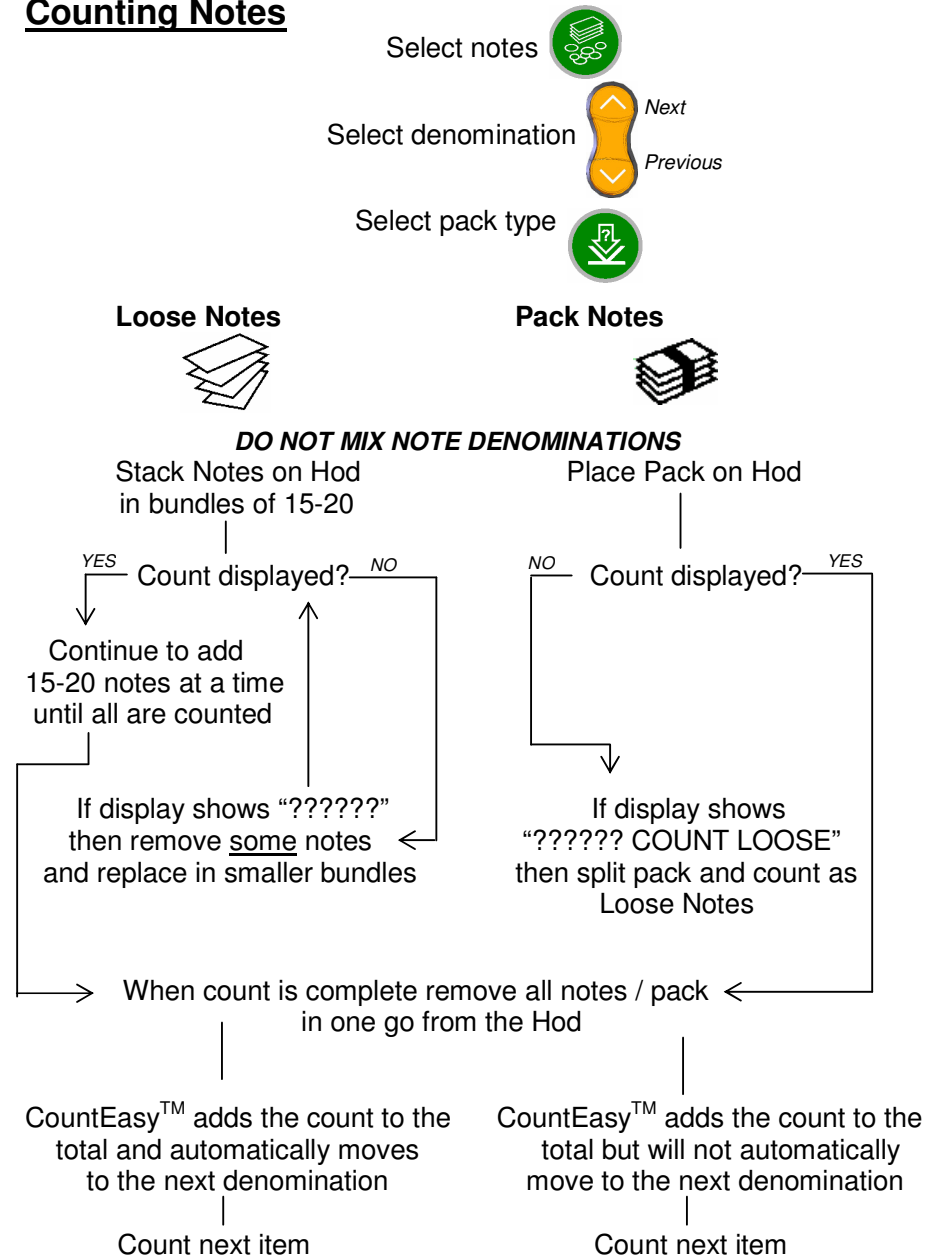 Counting Notes
Select notes
Next
Select denomination
Previous
Select pack type
?
Loose Notes
Pack Notes
DO NOT MIX NOTE DENOMINATIONS
Stack Notes on Hod
in bundles of 15-20
Place Pack on Hod
YES
Count displayed?
NO
NO
Count displayed?
YES
Continue to add
15-20 notes at a time
until all are counted
If display shows “??????”
then remove some notes
and replace in smaller bundles
If display shows
“?????? COUNT LOOSE”
then split pack and count as
Loose Notes
When count is complete remove all notes / pack
in one go from the Hod
CountEasy™ adds the count to the
total and automatically moves
to the next denomination
CountEasy™ adds the count to the
total but will not automatically
move to the next denomination
Count next item
Count next item